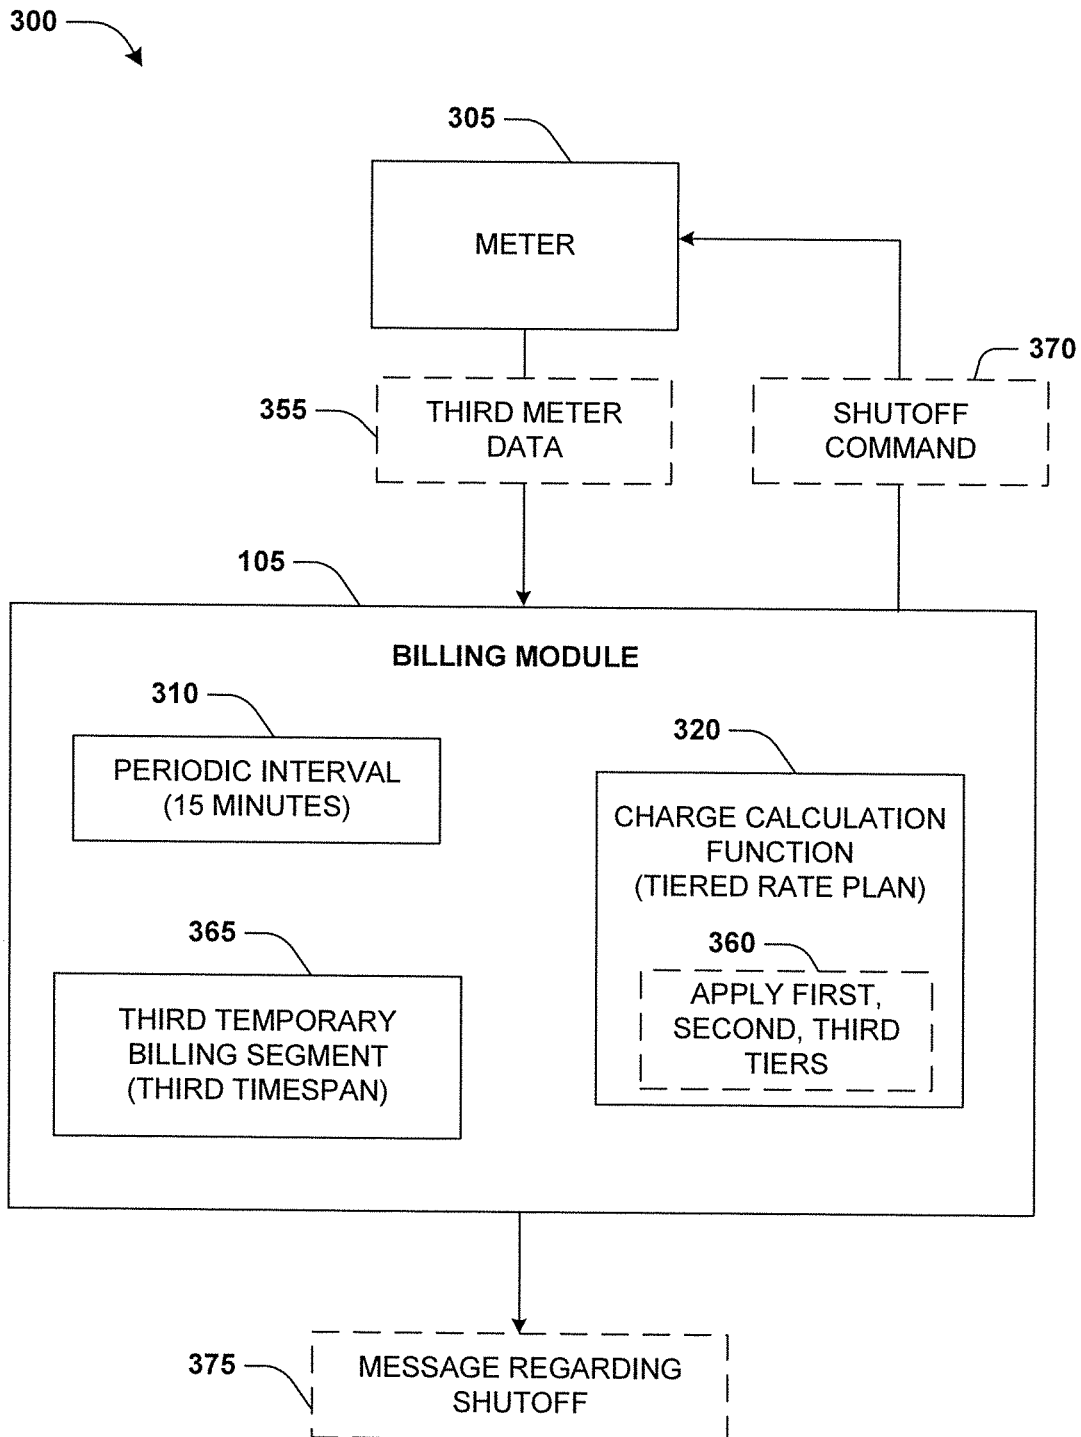 300
305
METER
370
355
THIRD METER
DATA
SHUTOFF
COMMAND
105
BILLING MODULE
310
PERIODIC INTERVAL
(15 MINUTES)
320
CHARGE CALCULATION
FUNCTION
(TIERED RATE PLAN)
365
THIRD TEMPORARY
BILLING SEGMENT
(THIRD TIMESPAN)
360
APPLY FIRST,
SECOND, THIRD
TIERS
375
MESSAGE REGARDING
SHUTOFF